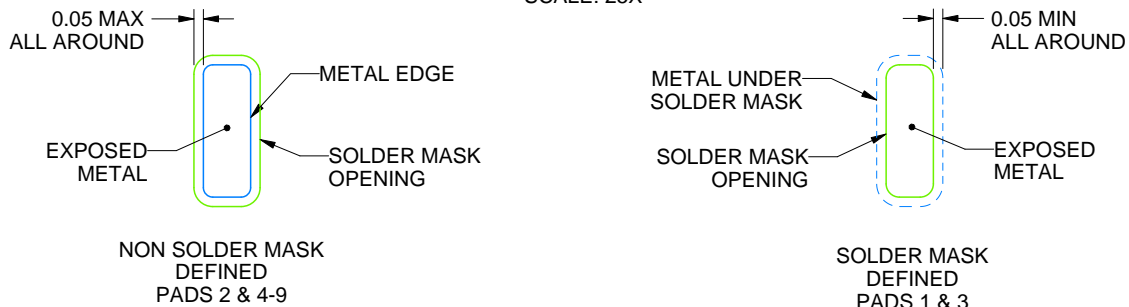 SCALE: 25X
0.05 MAX
ALL AROUND
METAL EDGE
EXPOSED
METAL
SOLDER MASK
OPENING
NON SOLDER MASK
DEFINED
PADS 2 & 4-9
0.05 MIN
ALL AROUND
METAL UNDER
SOLDER MASK
SOLDER MASK
OPENING
EXPOSED
METAL
SOLDER MASK
DEFINED
PADS 1 & 3